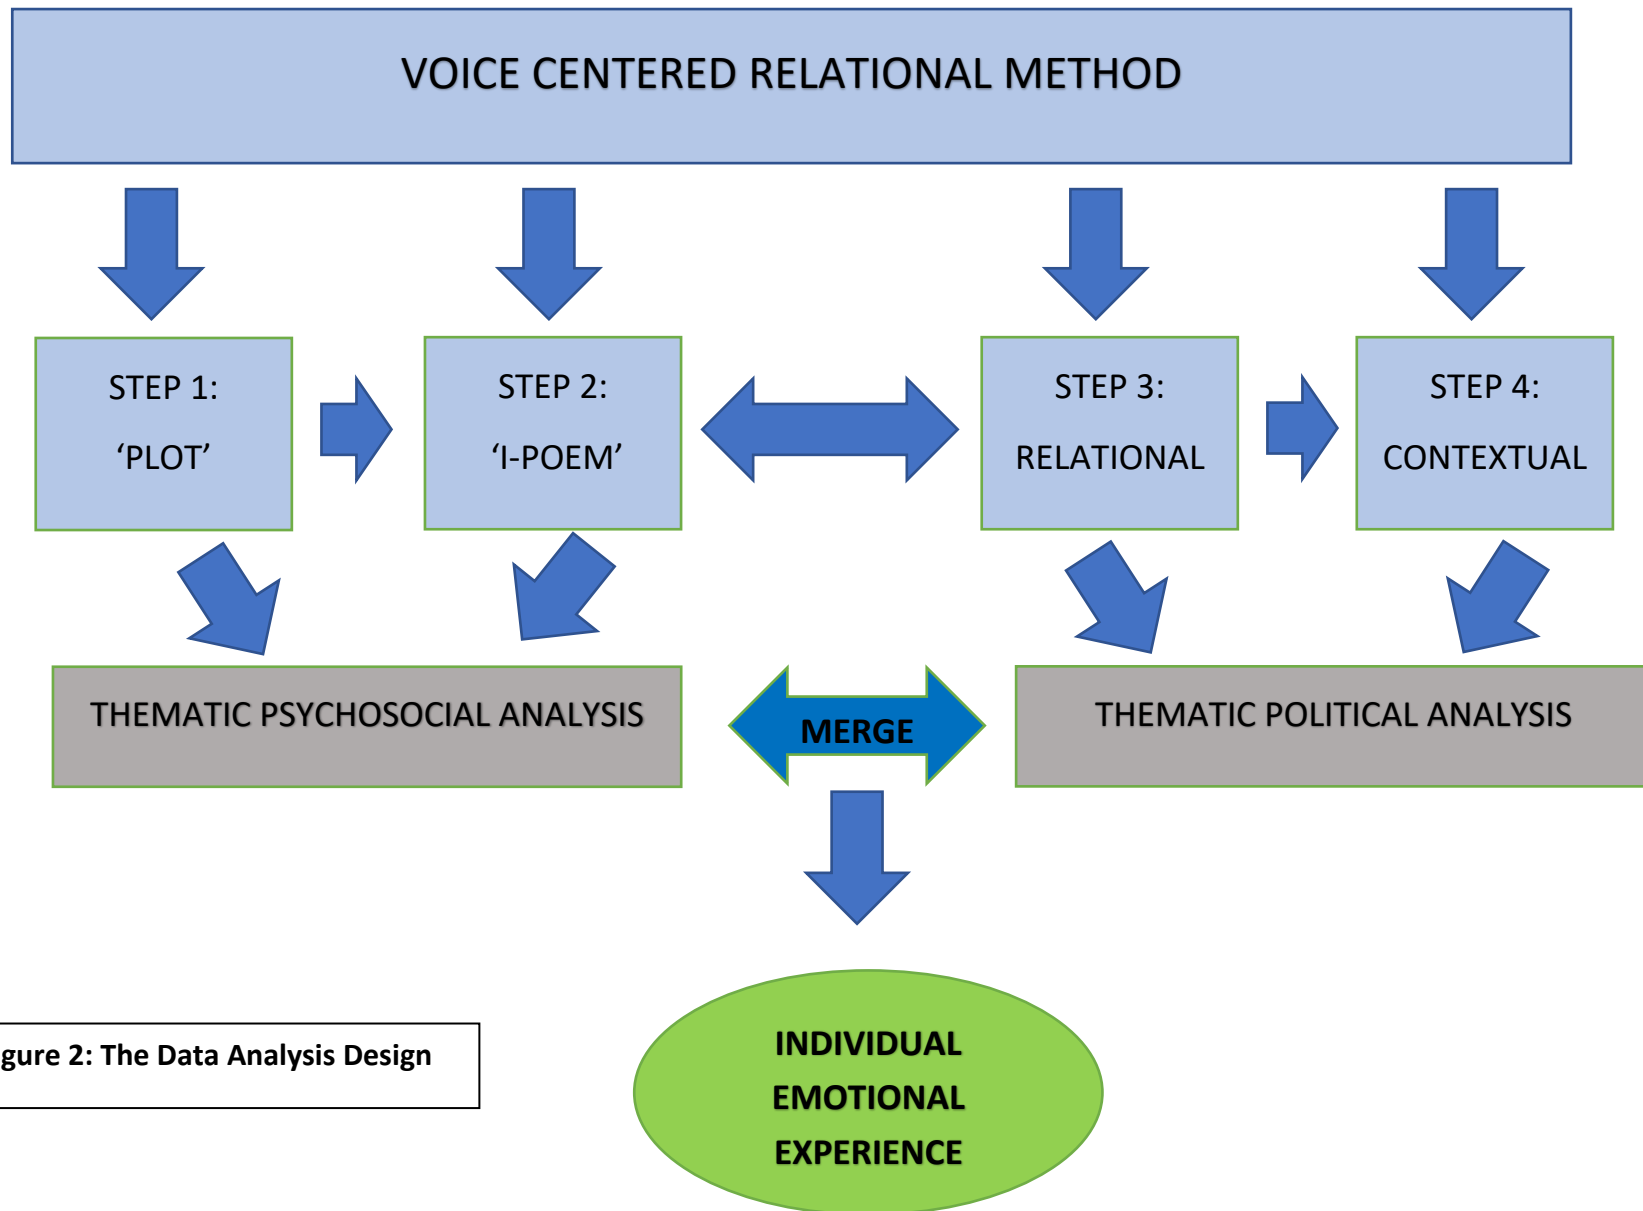 VOICE CENTERED RELATIONAL METHOD
STEP 1:
‘PLOT’
STEP 2:
‘I-POEM’
STEP 3:
RELATIONAL
STEP 4:
CONTEXTUAL
THEMATIC PSYCHOSOCIAL ANALYSIS
MERGE
THEMATIC POLITICAL ANALYSIS
INDIVIDUAL
EMOTIONAL
EXPERIENCE
gure 2: The Data Analysis Design